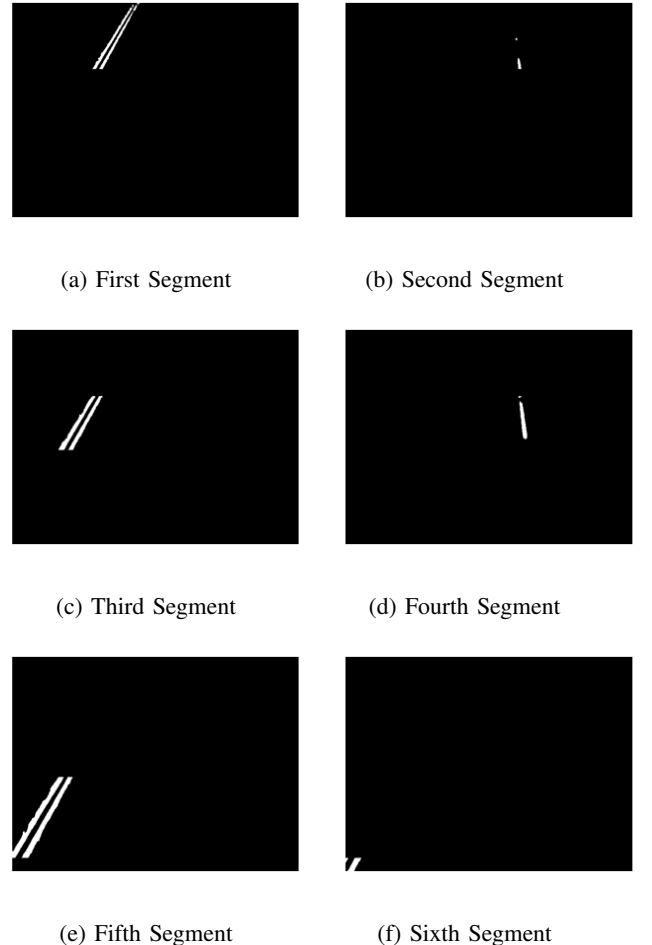 (a) First Segment
(b) Second Segment
(c) Third Segment
(d) Fourth Segment
(e) Fifth Segment
(f) Sixth Segment